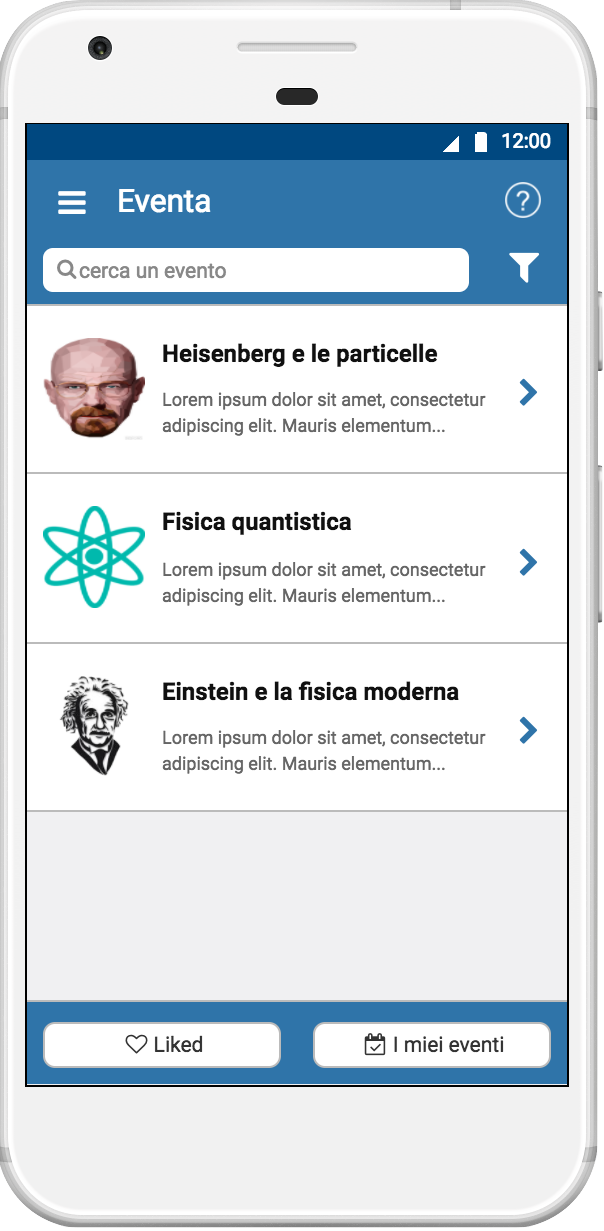 12:00
Eventa
cerca un evento
Heisenberg e le particelle
Lorem ipsum dolor sit amet, consectetur
adipiscing elit. Mauris elementum...
Fisica quantistica
Lorem ipsum dolor sit amet, consectetur
adipiscing elit. Mauris elementum...
Einstein e la fisica moderna
Lorem ipsum dolor sit amet, consectetur
adipiscing elit. Mauris elementum...
Liked
I miei eventi